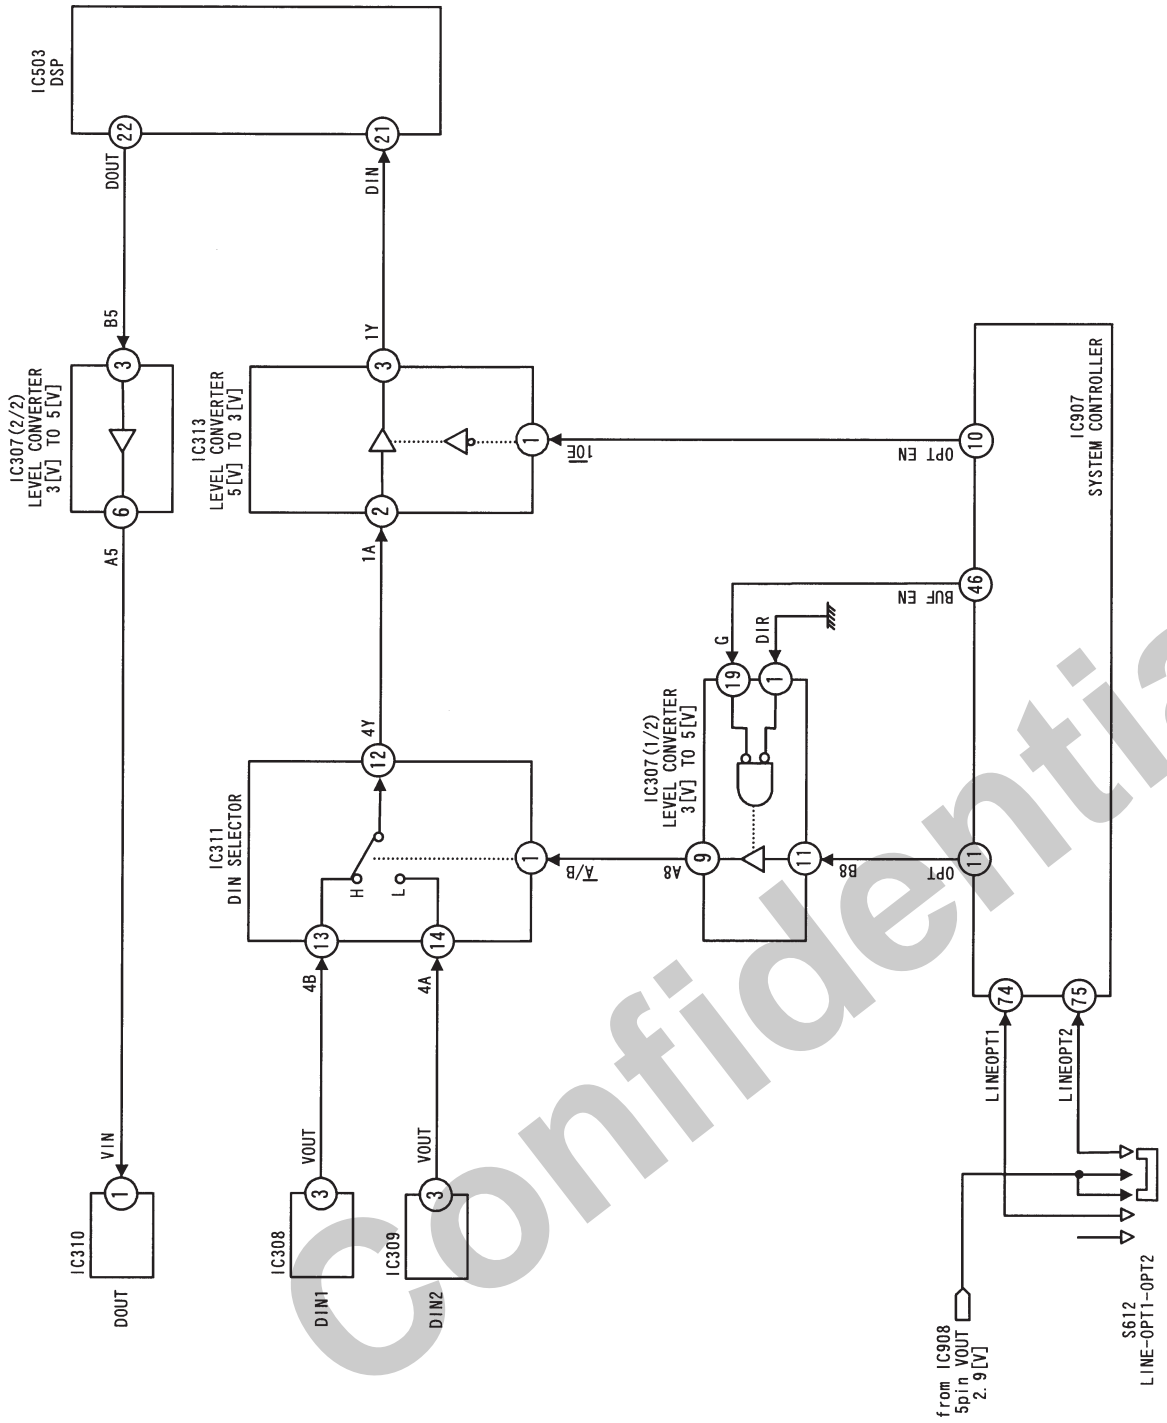 IC503
DSP
22
21
DOUT
DIN
B5
1Y
IC307(2/2)
LEVEL CONVERTER
3[V] TO 5[V]
3
6
A5
IC313
LEVEL CONVERTER
5[V] TO 3[V]
3
2
1
1OE
1A
4Y
IC311
DIN SELECTOR
12
H
L
1
A/B
13
14
4B
4A
VOUT
VOUT
VIN
IC310
1
DOUT
IC308
3
DIN1
IC309
3
DIN2
IC307(1/2)
LEVEL CONVERTER
3[V] TO 5[V]
G
DIR
19
1
9
11
A8
B8
OPT
BUF EN
OPT EN
10
46
11
IC907
SYSTEM CONTROLLER
74
75
LINEOPT1
LINEOPT2
from IC908
5pin VOUT
2.9[V]
S612
LINE-OPT1-OPT2
Confidentia